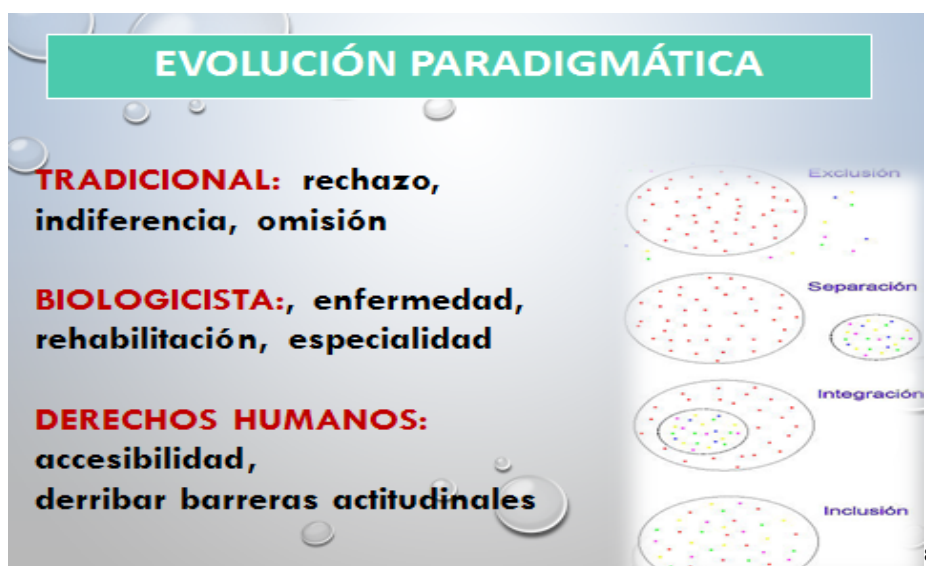 EVOLUCIÓN PARADIGMÁTICA
TRADICIONAL: rechazo,
indiferencia, omisión
BIOLOGICISTA:, enfermedad,
rehabilitación, especialidad
DERECHOS HUMANOS:
accesibilidad,
derribar barreras actitudinales
Exclusión
Separación
Integración
Inclusión